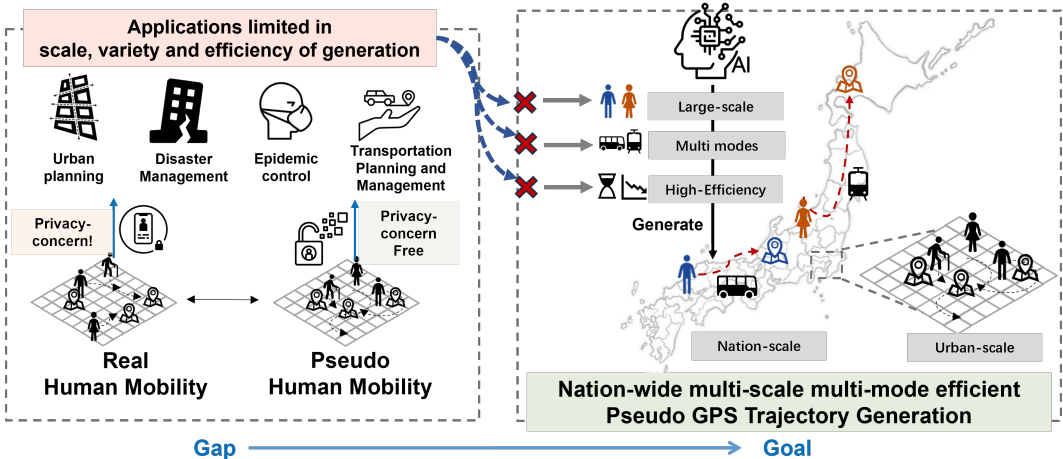 Applications limited in
scale, variety and efficiency of generation
Urban
planning
Disaster
Management
Epidemic
control
Transportation
Planning and
Management
Privacy-
concern!
Privacy-
concern
Free
Real
Human Mobility
Pseudo
Human Mobility
AI
Large-scale
Multi modes
High-Efficiency
Generate
Nation-scale
Urban-scale
Nation-wide multi-scale multi-mode efficient
Pseudo GPS Trajectory Generation
Gap
Goal